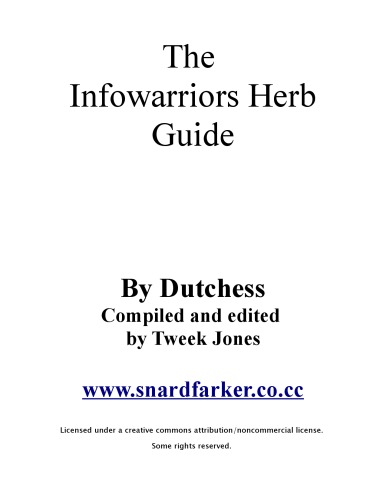 The
Infowarriors Herb
Guide
By Dutchess
Compiled and edited
by Tweek Jones
www.snardfarker.co.cc
Licensed under a creative commons attribution/noncommercial license.
Some rights reserved.